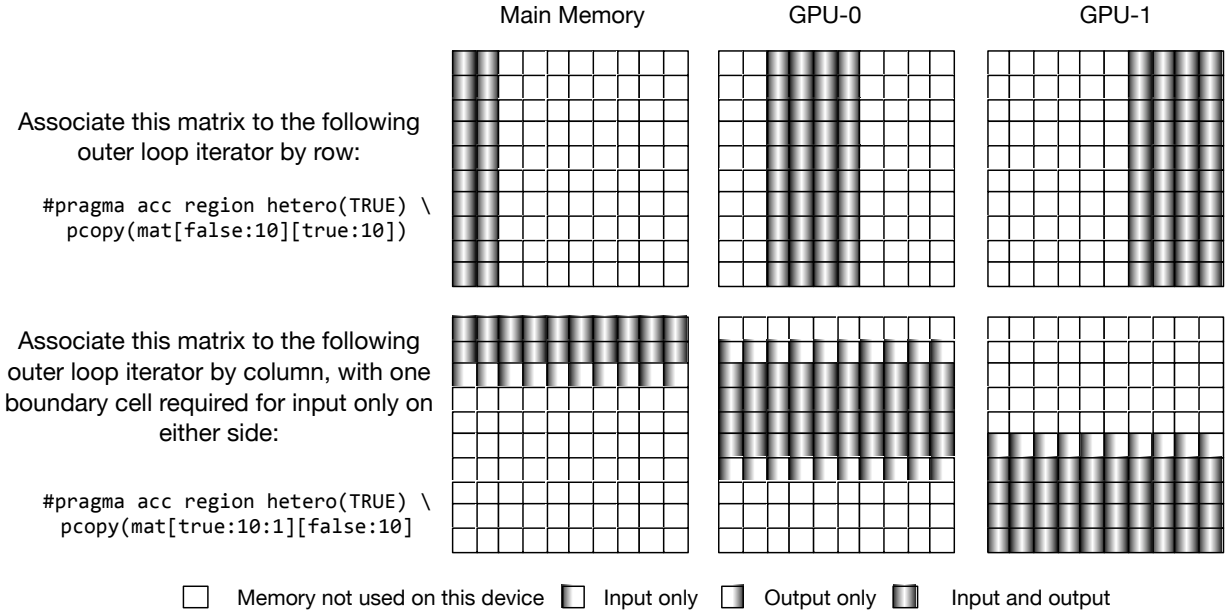 Main Memory
GPU-0
GPU-1
Associate this matrix to the following
outer loop iterator by row:
#pragma acc region hetero(TRUE) \
pcopy(mat[false:10][true:10])
Associate this matrix to the following
outer loop iterator by column, with one
boundary cell required for input only on
either side:
#pragma acc region hetero(TRUE) \
pcopy(mat[true:10:1][false:10]
Memory not used on this device
Input only
Output only
Input and output